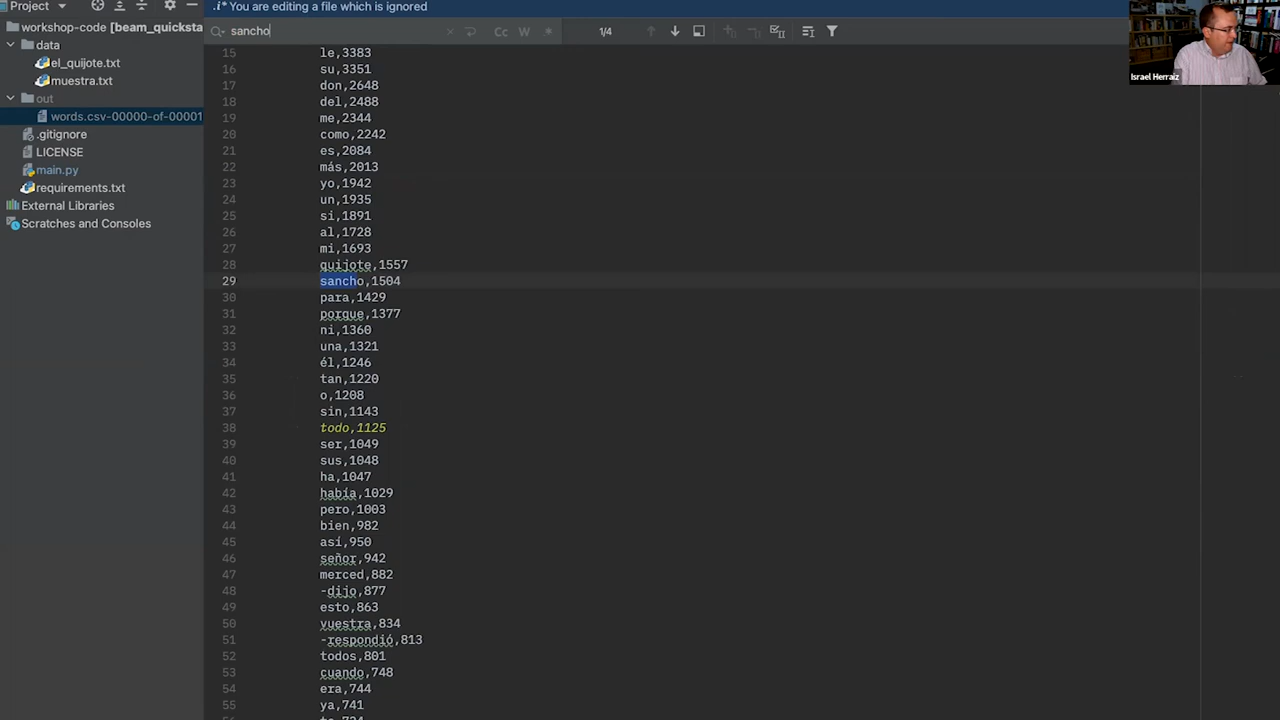 Project
.i* You are editing a file which is ignored
workshop-code [beam_quicksta
data
el_quijote.txt
muestra.txt
out
words.csv-00000-of-00001
.gitignore
LICENSE
main.py
requirements.txt
External Libraries
Scratches and Consoles
sancho
Cc W .*
1/4
15 le,3383
16 su,3351
17 don,2648
18 del,2488
19 me,2344
20 como,2242
21 es,2084
22 más,2013
23 yo,1942
24 un,1935
25 si,1891
26 al,1728
27 mi,1693
28 quijote,1557
29 sancho,1504
30 para,1429
31 porque,1377
32 ni,1360
33 una,1321
34 él,1246
35 tan,1220
36 o,1208
37 sin,1143
38 todo,1125
39 ser,1049
40 sus,1048
41 ha,1047
42 había,1029
43 pero,1003
44 bien,982
45 así,950
46 señor,942
47 merced,882
48 -dijo,877
49 esto,863
50 vuestra,834
51 -respondió,813
52 todos,801
53 cuando,748
54 era,744
55 ya,741
Israel Herraiz